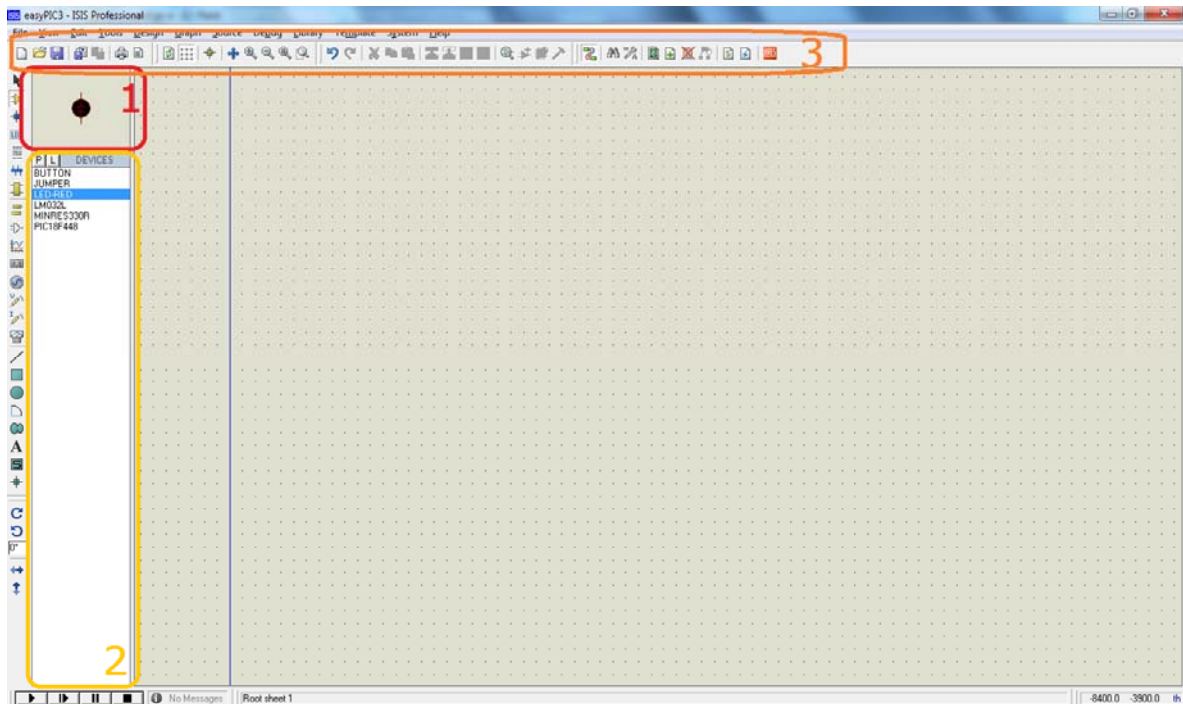 easyPIC3 - ISIS Professional
File View Edit Tools Design Graph Source Debug Library Template System Help
3
1
P L DEVICES
BUTTON
JUMPER
LED-RED
LM032L
MINRES330R
PIC18F448
A
S
0°
2
No Messages Root sheet 1 -8400.0 -3900.0 th